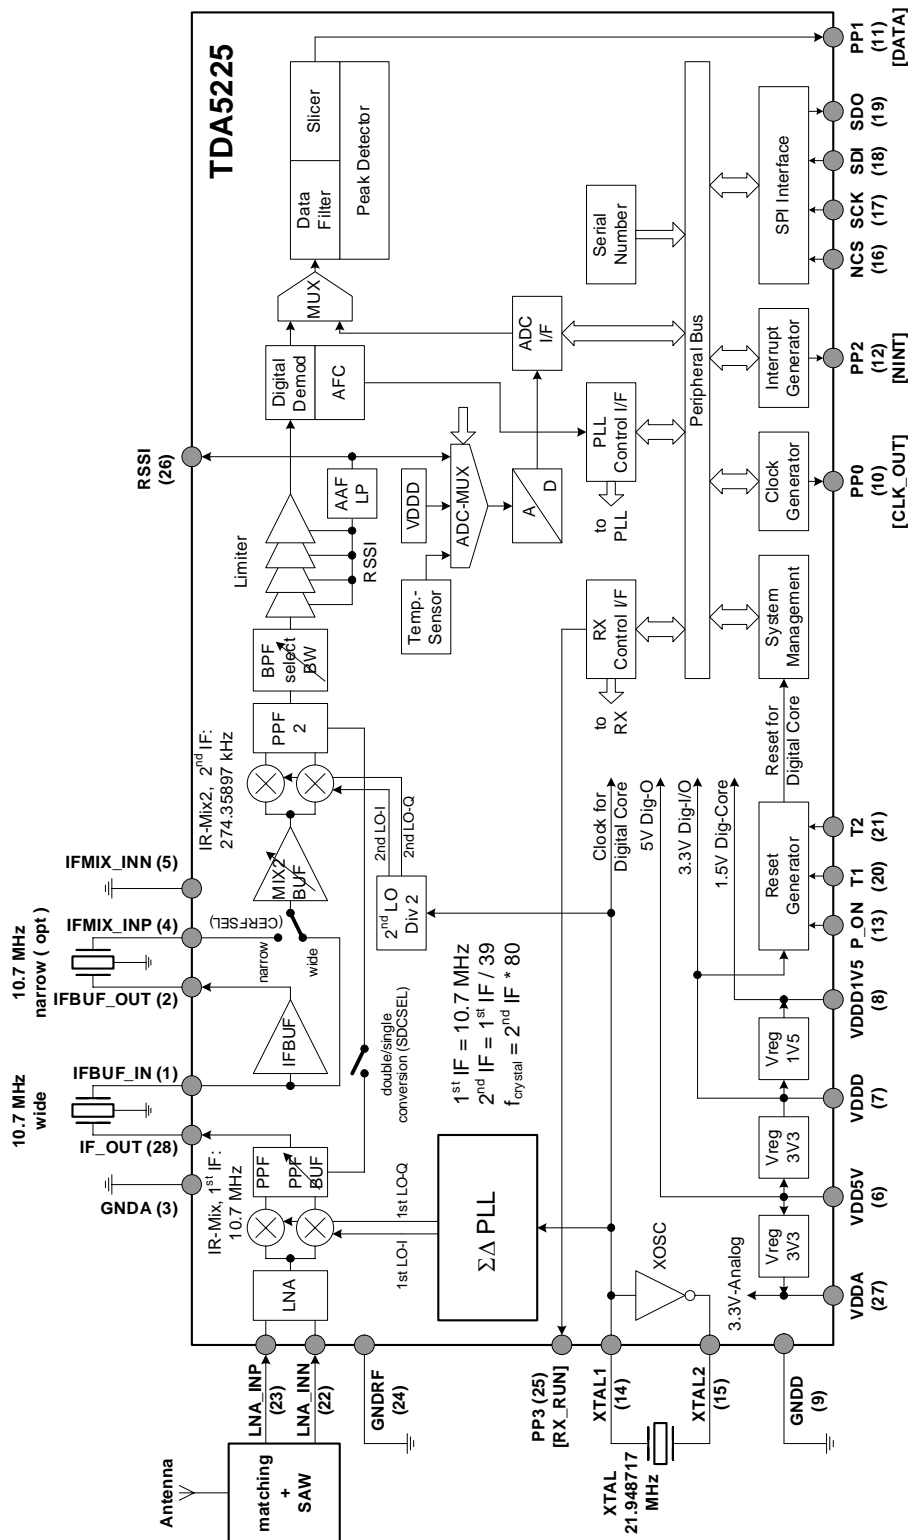 TDA5225
Antenna
matching
+
SAW
LNA_INP
(23)
LNA_INN
(22)
GNDRF
(24)
PP3 (25)
[RX_RUN]
XTAL1
(14)
XTAL
21.948717
MHz
XTAL2
(15)
GNDD
(9)
10.7 MHz
wide
GNDA (3)
IF_OUT (28)
IFBUF_IN (1)
10.7 MHz
narrow ( opt )
IFBUF_OUT (2)
IFMIX_INP (4)
IFMIX_INN (5)
RSSI
(26)
LNA
IR-Mix, 1st IF:
10.7 MHz
PPF
PPF
BUF
1st LO-I
1st LO-Q
ΣΔ PLL
IFBUF
narrow
(CERFSEL)
wide
double/single
conversion (SDCSEL)
MIX2
BUF
IR-Mix2, 2nd IF:
274.35897 kHz
PPF
2
2nd LO-I
2nd LO-Q
2nd LO
Div 2
BPF
select
BW
Limiter
RSSI
AAF
LP
Digital
Demod
AFC
MUX
Data
Filter
Slicer
Peak Detector
Temp.-
Sensor
VDDD
ADC-MUX
A
D
ADC
I/F
1st IF = 10.7 MHz
2nd IF = 1st IF / 39
fcrystal = 2nd IF * 80
to
RX
RX
Control I/F
to
PLL
PLL
Control I/F
Serial
Number
Peripheral Bus
XOSC
Clock for
Digital Core
5V Dig-O
3.3V Dig-I/O
1.5V Dig-Core
3.3V-Analog
Vreg
3V3
Vreg
3V3
Vreg
1V5
Reset
Generator
Reset for
Digital Core
System
Management
Clock
Generator
Interrupt
Generator
SPI Interface
VDDA
(27)
VDD5V
(6)
VDDD
(7)
VDDD1V5
(8)
P_ON
(13)
T1
(20)
T2
(21)
PP0
(10)
[CLK_OUT]
PP2
(12)
[NINT]
NCS
(16)
SCK
(17)
SDI
(18)
SDO
(19)
PP1
(11)
[DATA]